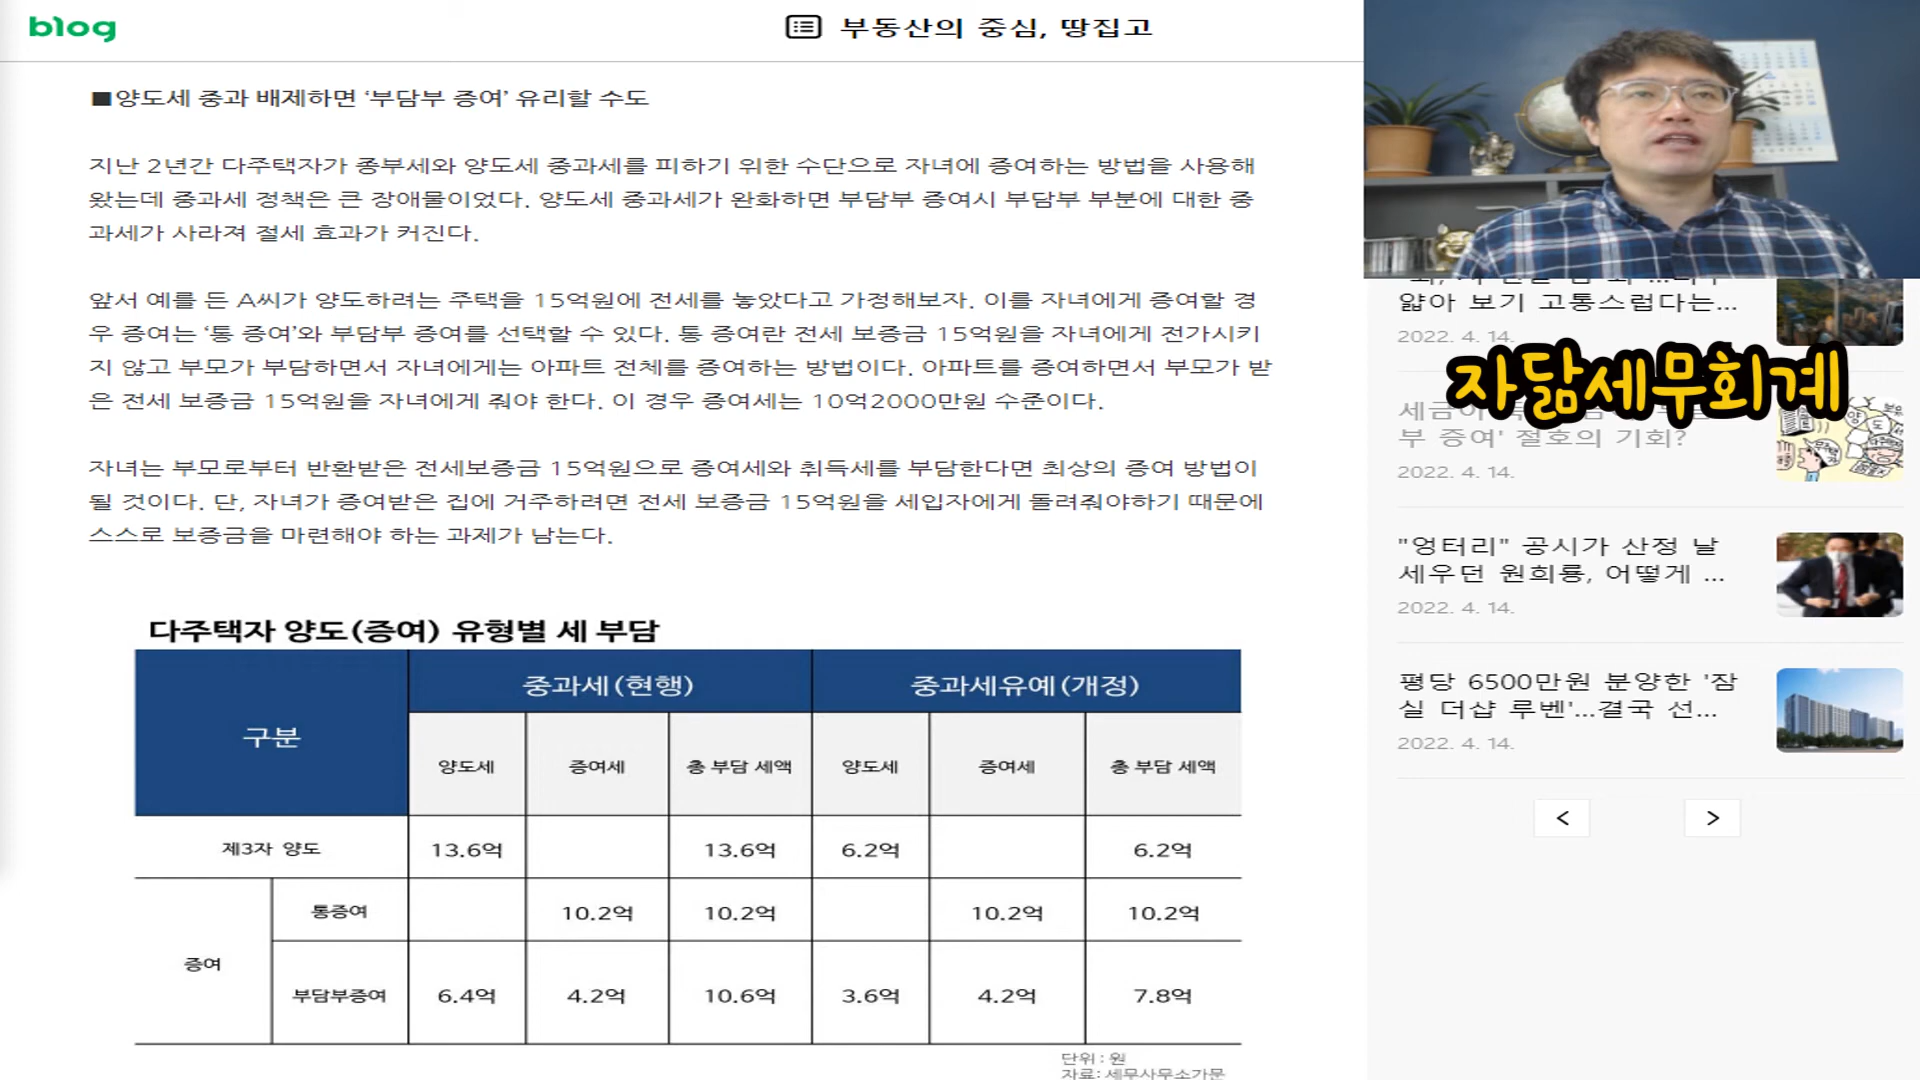 blog
부동산의 중심, 땅집고
■양도세 중과 배제하면 ‘부담부 증여’ 유리할 수도
지난 2년간 다주택자가 종부세와 양도세 중과세를 피하기 위한 수단으로 자녀에 증여하는 방법을 사용해
왔는데 중과세 정책은 큰 장애물이었다. 양도세 중과세가 완화하면 부담부 증여시 부담부 부분에 대한 중
과세가 사라져 절세 효과가 커진다.
앞서 예를 든 A씨가 양도하려는 주택을 15억원에 전세를 놓았다고 가정해보자. 이를 자녀에게 증여할 경
우 증여는 ‘통 증여’와 부담부 증여를 선택할 수 있다. 통 증여란 전세 보증금 15억원을 자녀에게 전가시키
지 않고 부모가 부담하면서 자녀에게는 아파트 전체를 증여하는 방법이다. 아파트를 증여하면서 부모가 받
은 전세 보증금 15억원을 자녀에게 줘야 한다. 이 경우 증여세는 10억2000만원 수준이다.
자녀는 부모로부터 반환받은 전세보증금 15억원으로 증여세와 취득세를 부담한다면 최상의 증여 방법이
될 것이다. 단, 자녀가 증여받은 집에 거주하려면 전세 보증금 15억원을 세입자에게 돌려줘야하기 때문에
스스로 보증금을 마련해야 하는 과제가 남는다.
다주택자 양도(증여) 유형별 세 부담
구분 중과세(현행) 중과세유예(개정)
양도세 증여세 총 부담 세액 양도세 증여세 총 부담 세액
제3자 양도 13.6억 13.6억 6.2억 6.2억
증여
통증여 10.2억 10.2억 10.2억 10.2억
부담부증여 6.4억 4.2억 10.6억 3.6억 4.2억 7.8억
단위 : 원
자료: 세무사무소가문
얇아 보기 고통스럽다는...
2022. 4. 14.
자닮세무회계
세금이
부 증여' 절호의 기회?
2022. 4. 14.
"엉터리" 공시가 산정 날
세우던 원희룡, 어떻게 ...
2022. 4. 14.
평당 6500만원 분양한 '잠
실 더샵 루벤'...결국 선...
2022. 4. 14.
< >